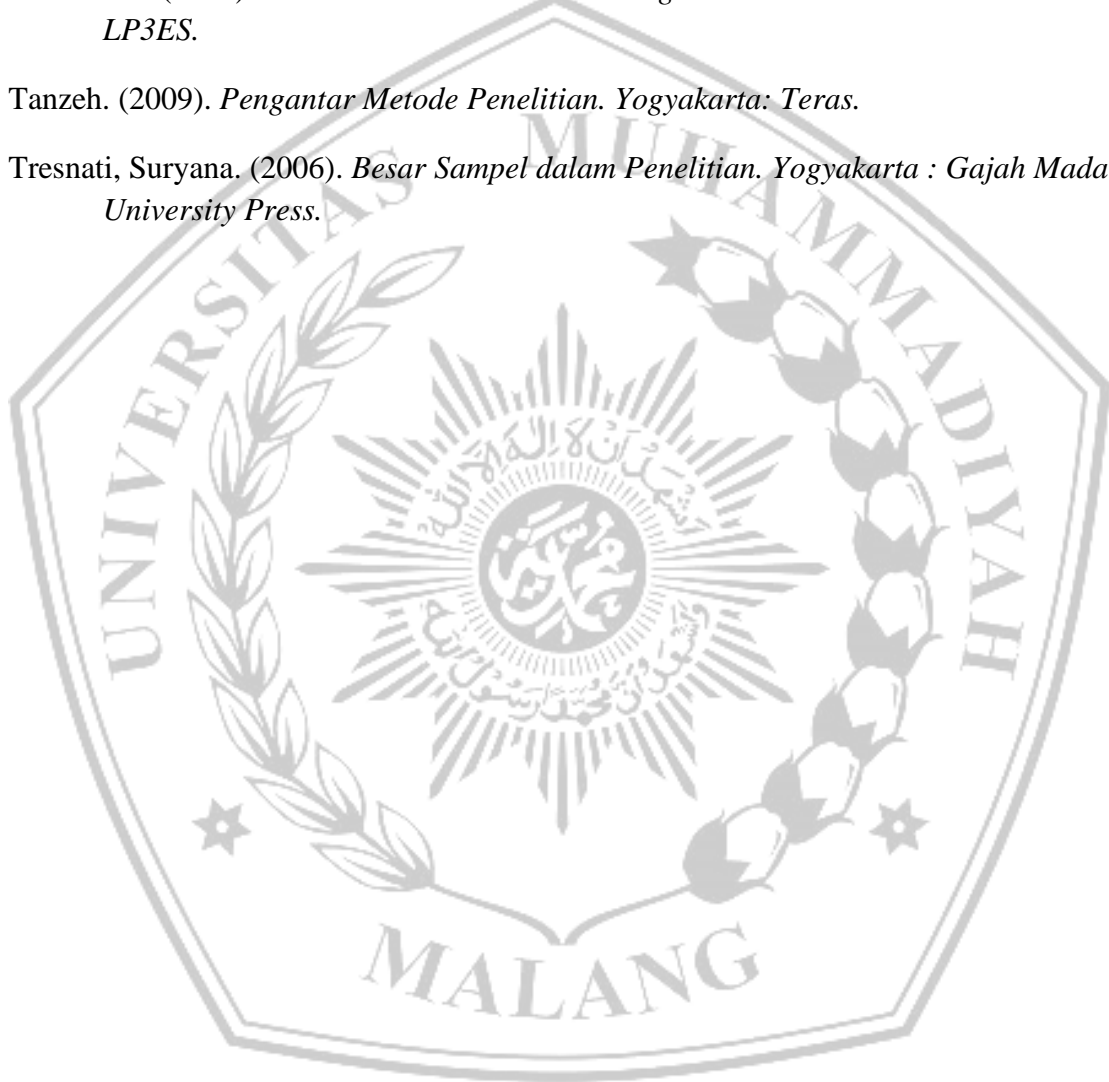 LP3ES.
Tanzeh. (2009). Pengantar Metode Penelitian. Yogyakarta: Teras.
Tresnati, Suryana. (2006). Besar Sampel dalam Penelitian. Yogyakarta : Gajah Mada
University Press.
UNIVERSITAS MUHAMMADIYAH
MALANG